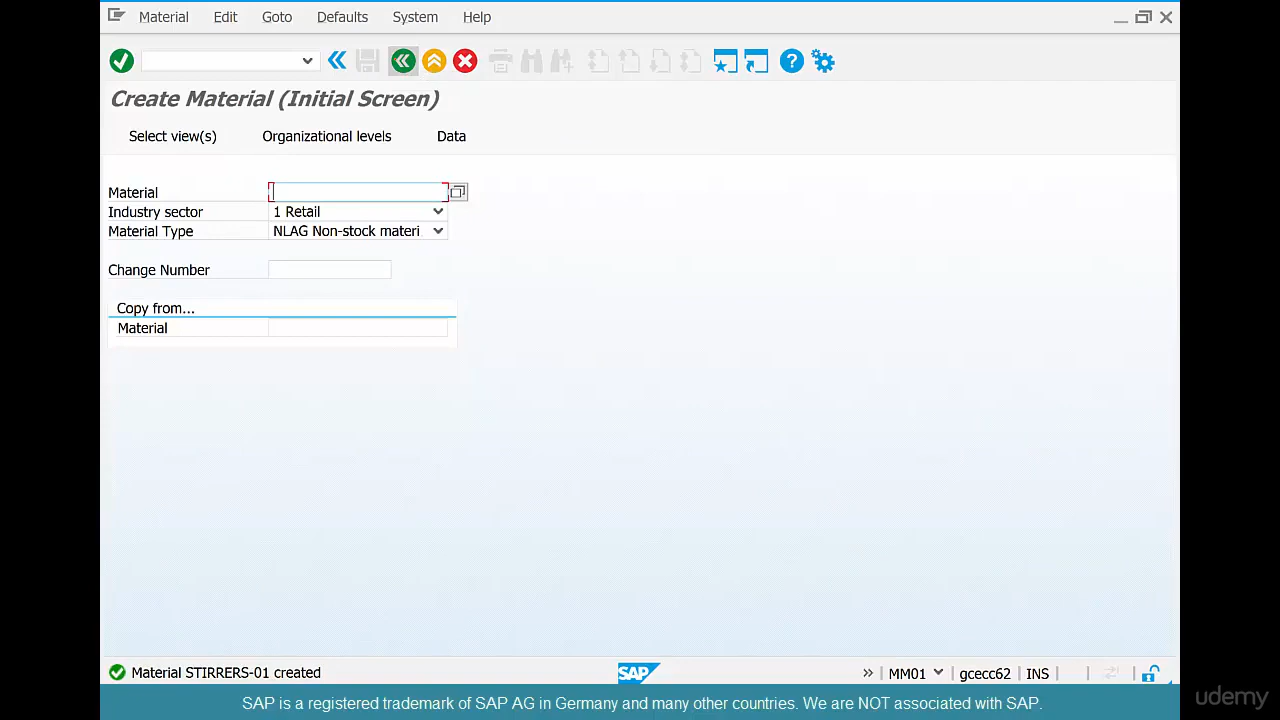 Material Edit Goto Defaults System Help
Create Material (Initial Screen)
Select view(s) Organizational levels Data
Material
Industry sector 1 Retail
Material Type NLAG Non-stock materi
Change Number
Copy from...
Material
Material STIRRERS-01 created SAP » MM01 gcecc62 INS
SAP is a registered trademark of SAP AG in Germany and many other countries. We are NOT associated with SAP.
udemy